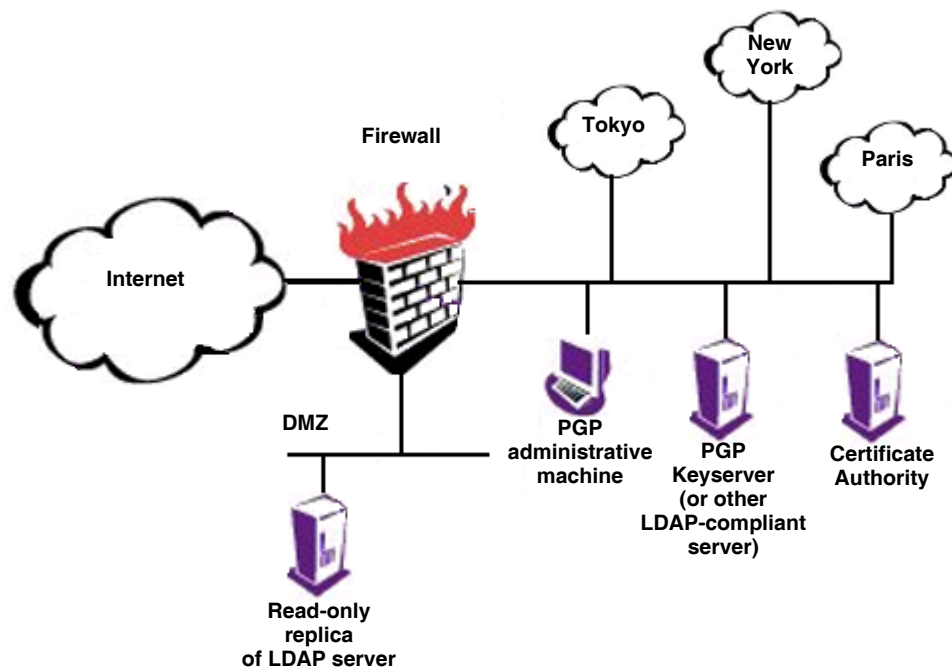 New
York
Tokyo
Firewall
Paris
Internet
DMZ
PGP
administrative
machine
PGP
Keyserver
(or other
LDAP-compliant
server)
Certificate
Authority
Read-only
replica
of LDAP server